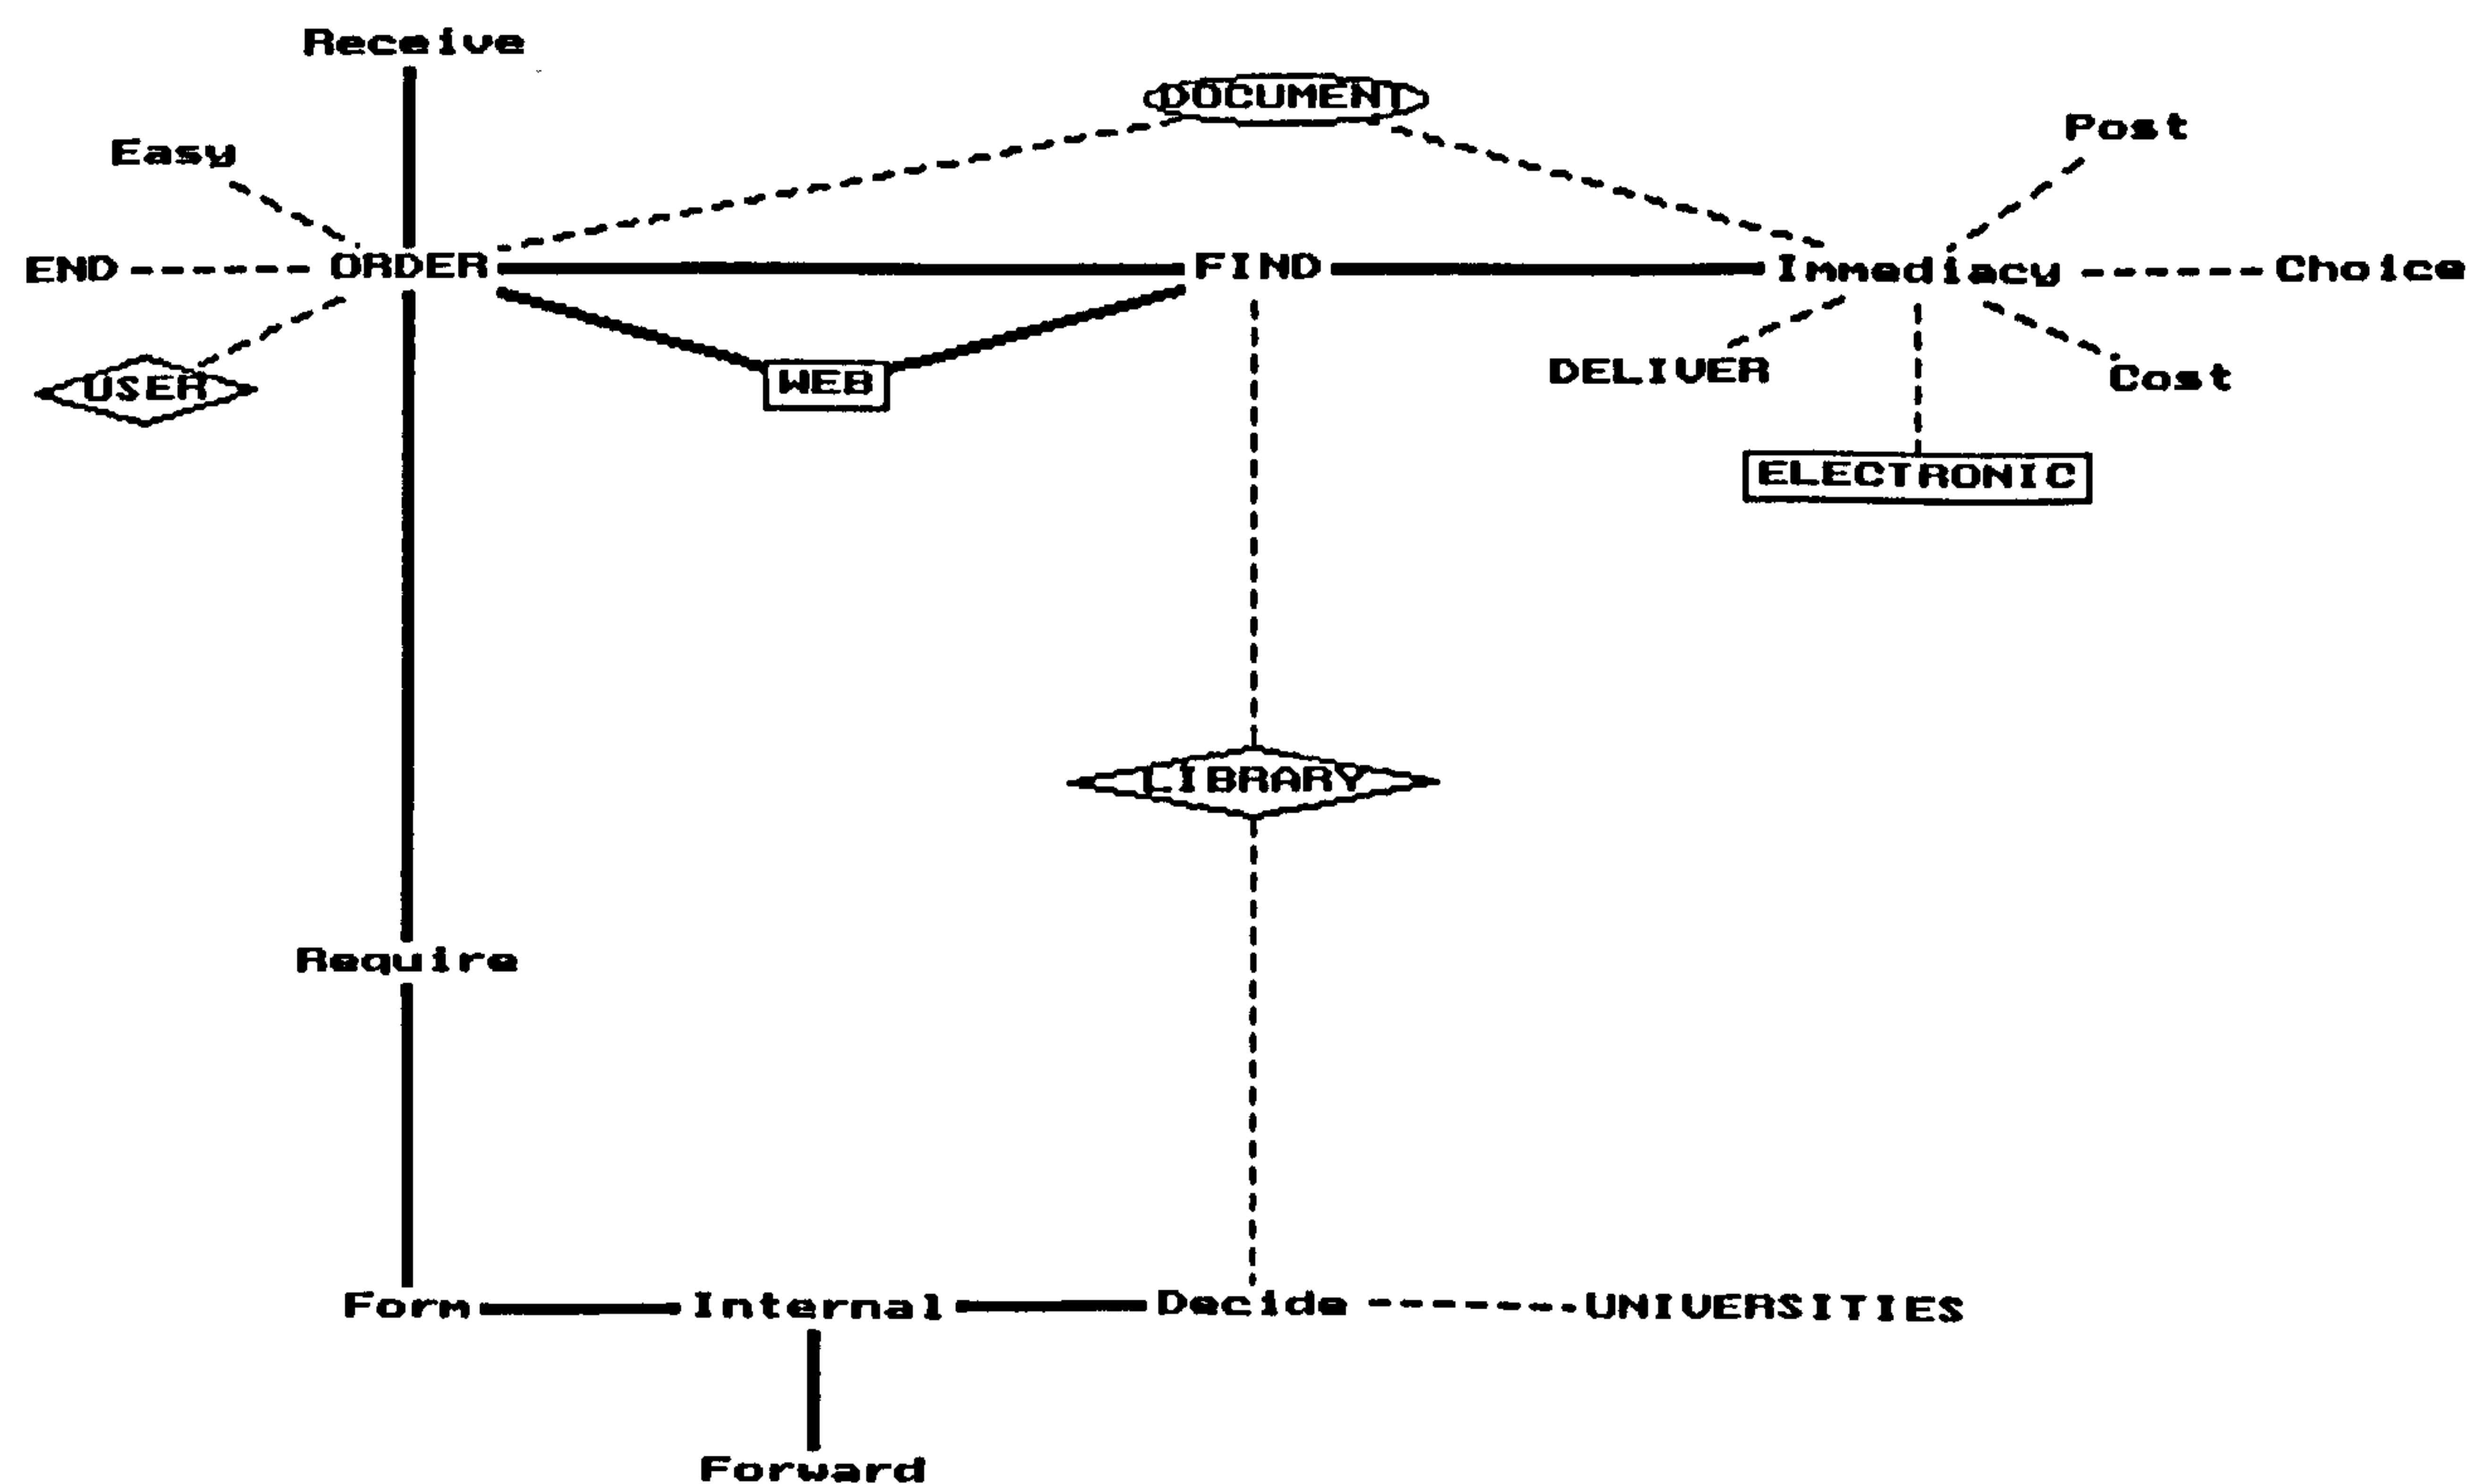 Receive
DOCUMENT
Post
Easy
END
ORDER
FIND
Immediacy
Choice
USER
WEB
DELIVER
Cost
ELECTRONIC
LIBRARY
Require
Form
Internal
Decide
UNIVERSITIES
Forward